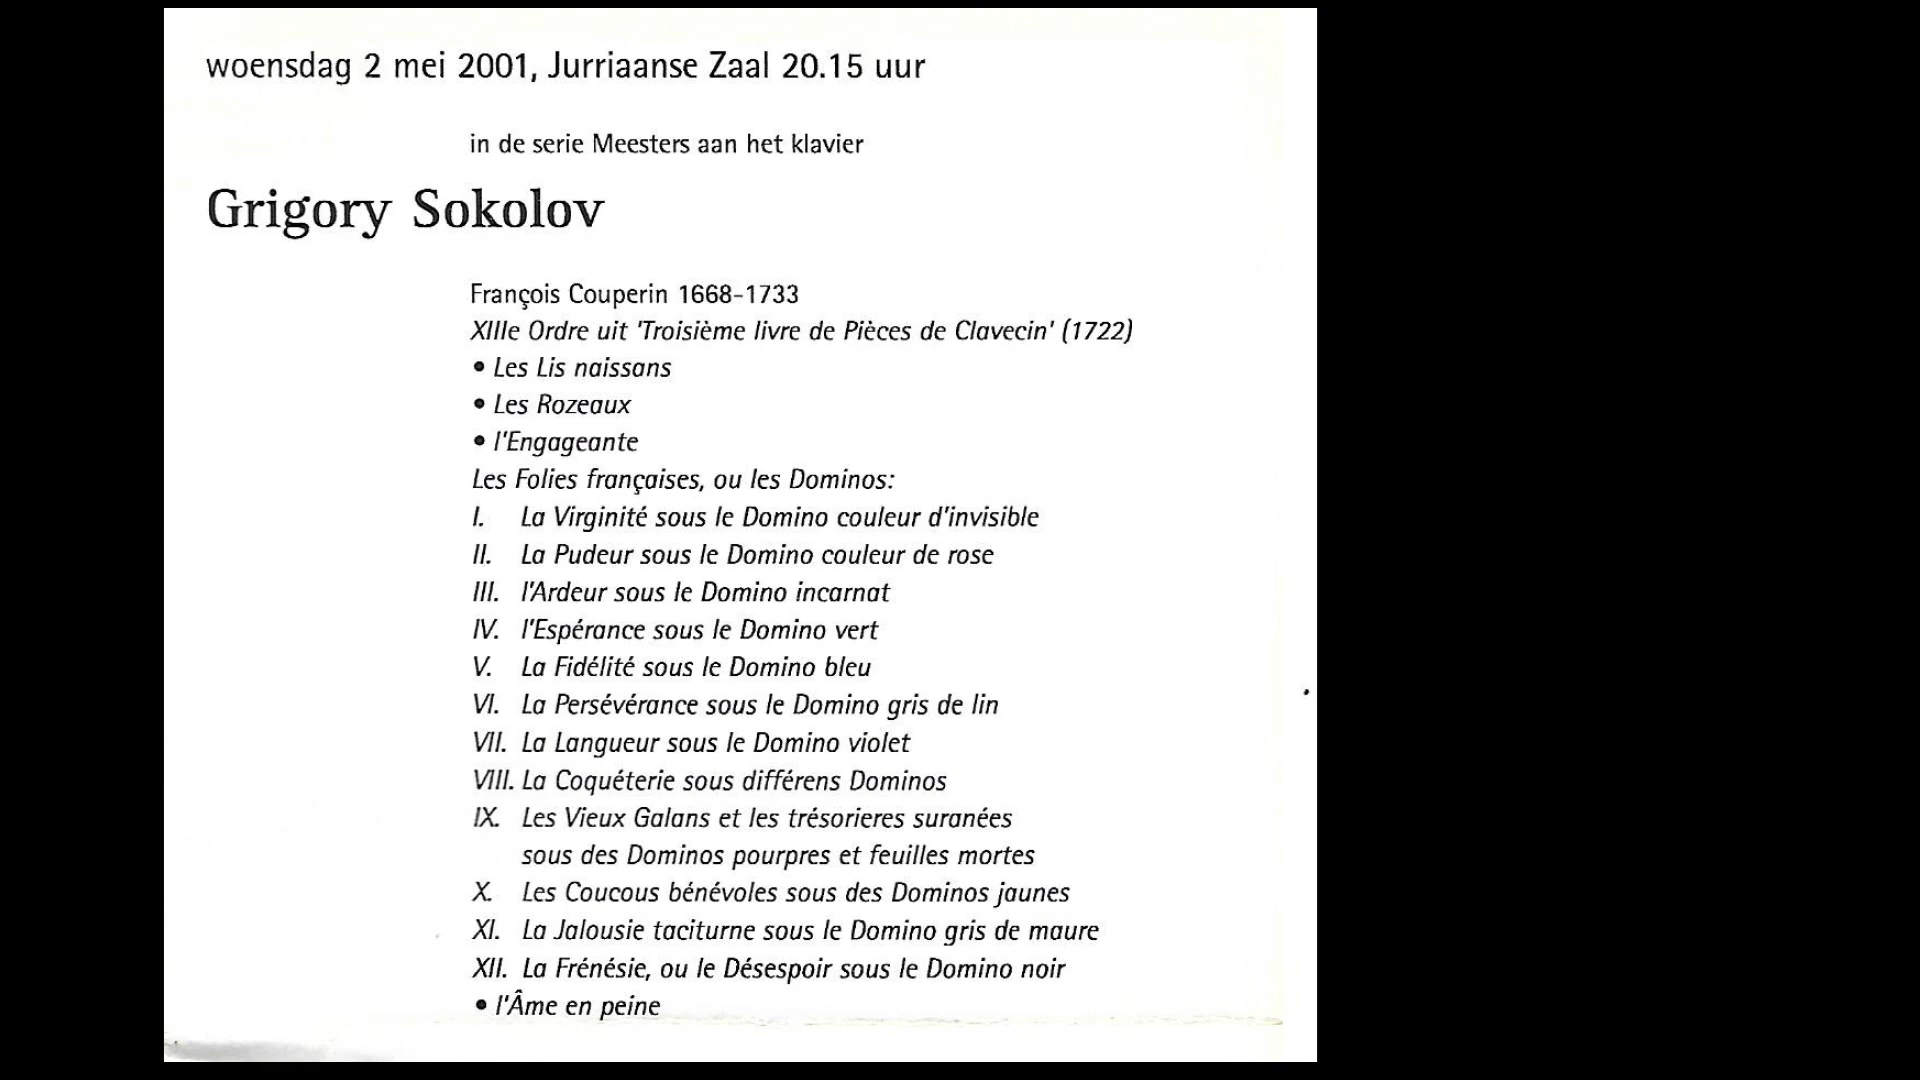 woensdag 2 mei 2001, Jurriaanse Zaal 20.15 uur
in de serie Meesters aan het klavier
Grigory Sokolov
François Couperin 1668-1733
XIIIe Ordre uit 'Troisième livre de Pièces de Clavecin' (1722)
• Les Lis naissans
• Les Rozeaux
• l'Engageante
Les Folies françaises, ou les Dominos:
I. La Virginité sous le Domino couleur d'invisible
II. La Pudeur sous le Domino couleur de rose
III. l'Ardeur sous le Domino incarnat
IV. l'Espérance sous le Domino vert
V. La Fidélité sous le Domino bleu
VI. La Persévérance sous le Domino gris de lin
VII. La Langueur sous le Domino violet
VIII. La Coquéterie sous différens Dominos
IX. Les Vieux Galans et les trésorieres suranées
sous des Dominos pourpres et feuilles mortes
X. Les Coucous bénévoles sous des Dominos jaunes
XI. La Jalousie taciturne sous le Domino gris de maure
XII. La Frénésie, ou le Désespoir sous le Domino noir
• l'Âme en peine